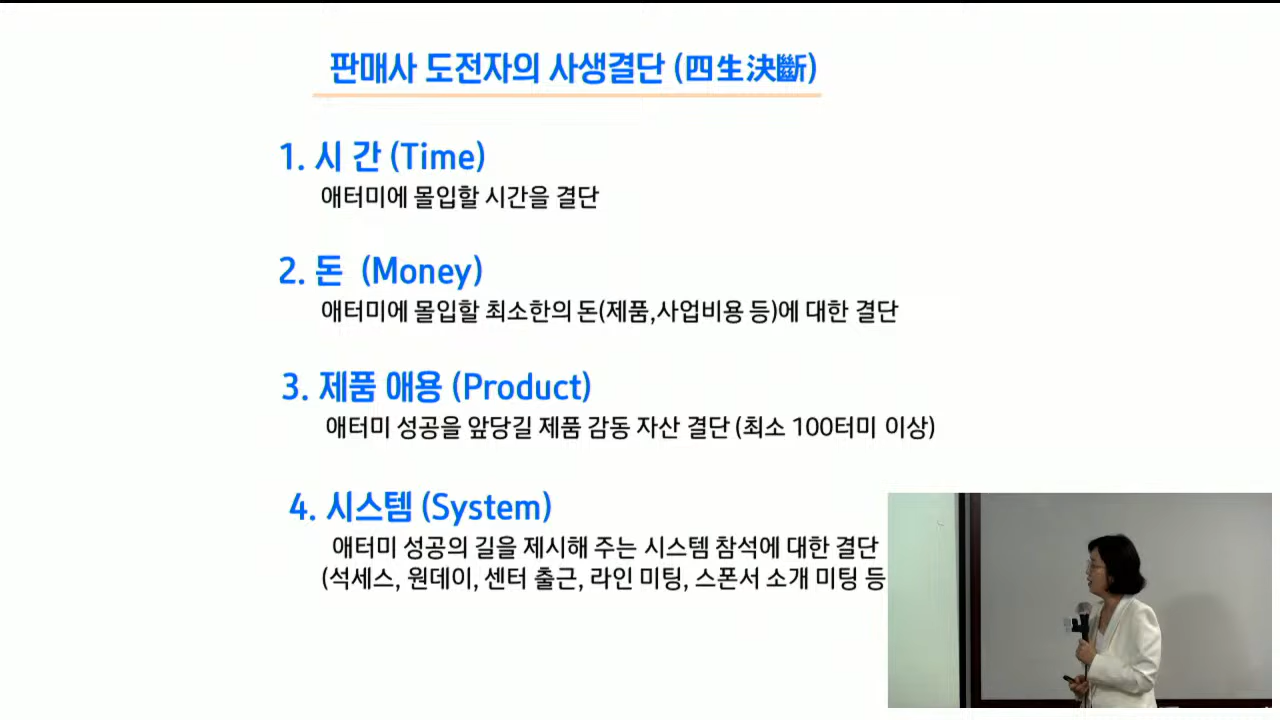 판매사 도전자의 사생결단 (四生決斷)
1. 시 간 (Time)
애터미에 몰입할 시간을 결단
2. 돈 (Money)
애터미에 몰입할 최소한의 돈(제품,사업비용 등)에 대한 결단
3. 제품 애용 (Product)
애터미 성공을 앞당길 제품 감동 자산 결단 (최소 100터미 이상)
4. 시스템 (System)
애터미 성공의 길을 제시해 주는 시스템 참석에 대한 결단
(석세스, 원데이, 센터 출근, 라인 미팅, 스폰서 소개 미팅 등